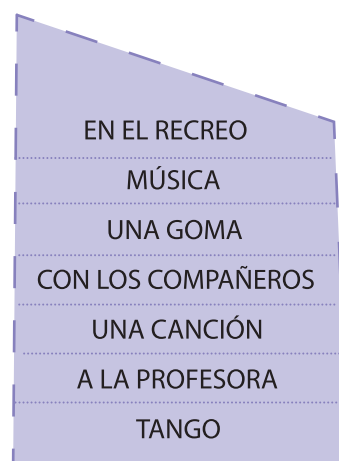 EN EL RECREO
MÚSICA
UNA GOMA
CON LOS COMPAÑEROS
UNA CANCIÓN
A LA PROFESORA
TANGO